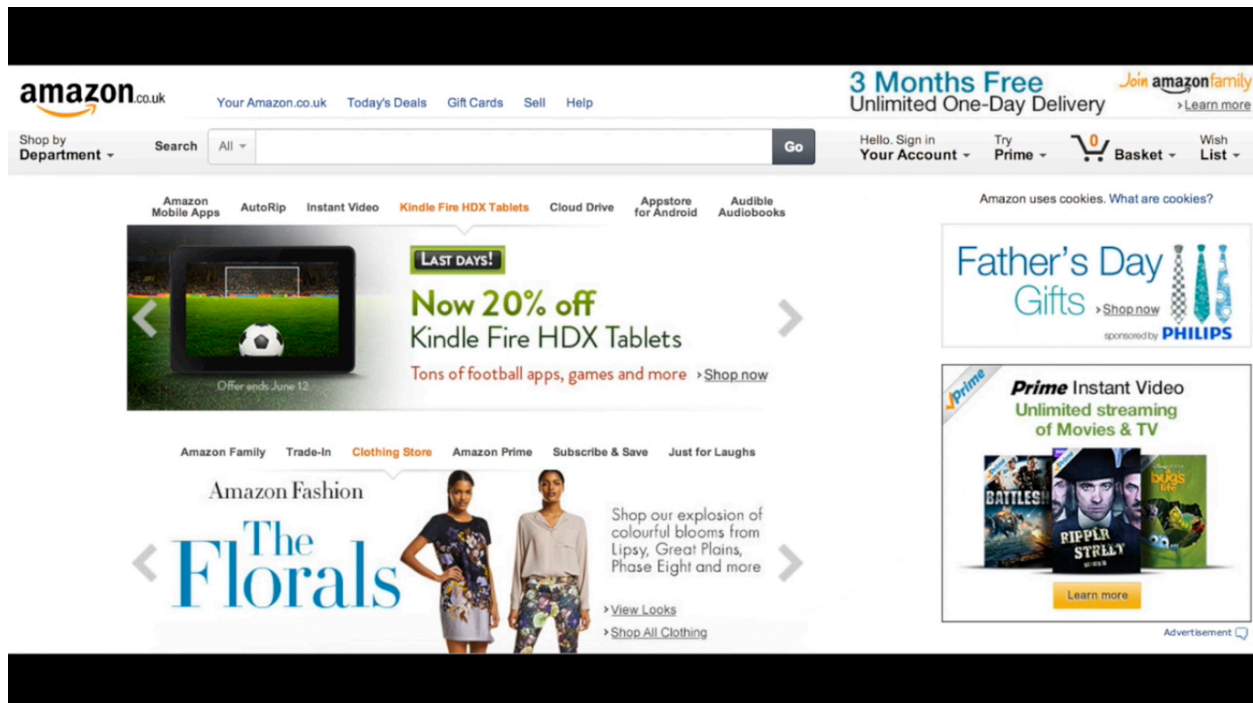 amazon.co.uk
Your Amazon.co.uk Today's Deals Gift Cards Sell Help
3 Months Free
Unlimited One-Day Delivery
Join amazonfamily
› Learn more
Shop by
Department
Search All Go
Hello. Sign in
Your Account
Try
Prime
0
Basket
Wish
List
Amazon
Mobile Apps
AutoRip
Instant Video
Kindle Fire HDX Tablets
Cloud Drive
Appstore
for Android
Audible
Audiobooks
LAST DAYS!
Now 20% off
Kindle Fire HDX Tablets
Tons of football apps, games and more › Shop now
Offer ends June 12
Amazon uses cookies. What are cookies?
Father's Day
Gifts › Shop now
sponsored by PHILIPS
Prime
Prime Instant Video
Unlimited streaming
of Movies & TV
BATTLESH
RIPPER
STREET
a bug's
life
Learn more
Advertisement
Amazon Family Trade-In Clothing Store Amazon Prime Subscribe & Save Just for Laughs
Amazon Fashion
The
Florals
Shop our explosion of
colourful blooms from
Lipsy, Great Plains,
Phase Eight and more
› View Looks
› Shop All Clothing